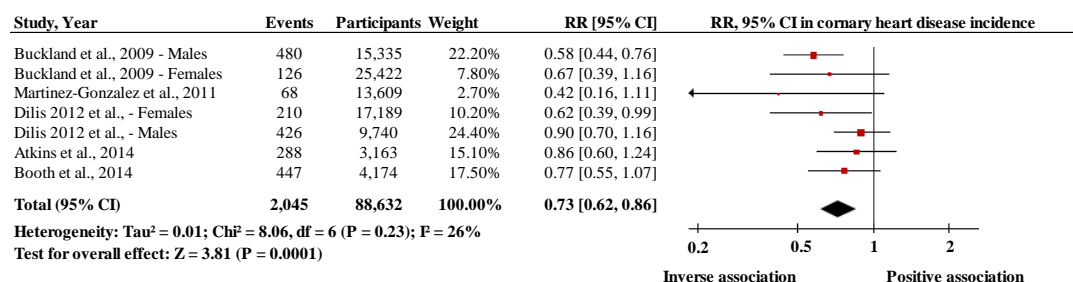 Study, Year Events Participants Weight RR [95% CI] RR, 95% CI in cornary heart disease incidence
Buckland et al., 2009 - Males 480 15,335 22.20% 0.58 [0.44, 0.76]
Buckland et al., 2009 - Females 126 25,422 7.80% 0.67 [0.39, 1.16]
Martinez-Gonzalez et al., 2011 68 13,609 2.70% 0.42 [0.16, 1.11]
Dilis 2012 et al., - Females 210 17,189 10.20% 0.62 [0.39, 0.99]
Dilis 2012 et al., - Males 426 9,740 24.40% 0.90 [0.70, 1.16]
Atkins et al., 2014 288 3,163 15.10% 0.86 [0.60, 1.24]
Booth et al., 2014 447 4,174 17.50% 0.77 [0.55, 1.07]
Total (95% CI) 2,045 88,632 100.00% 0.73 [0.62, 0.86]
Heterogeneity: Tau² = 0.01; Chi² = 8.06, df = 6 (P = 0.23); I² = 26%
Test for overall effect: Z = 3.81 (P = 0.0001)
0.2 0.5 1 2
Inverse association Positive association